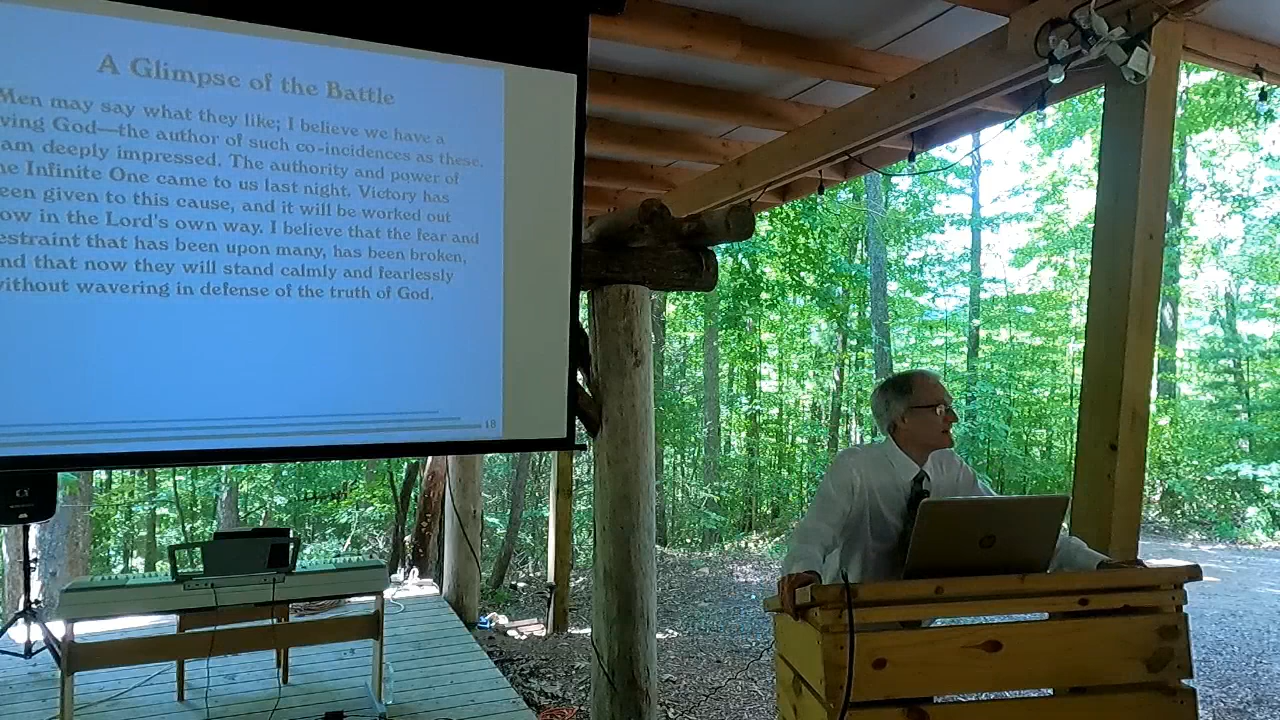 A Glimpse of the Battle
Men may say what they like; I believe we have a
ving God—the author of such co-incidences as these.
am deeply impressed. The authority and power of
he Infinite One came to us last night. Victory has
een given to this cause, and it will be worked out
ow in the Lord's own way. I believe that the fear and
estraint that has been upon many, has been broken,
nd that now they will stand calmly and fearlessly
vithout wavering in defense of the truth of God.
18
hp